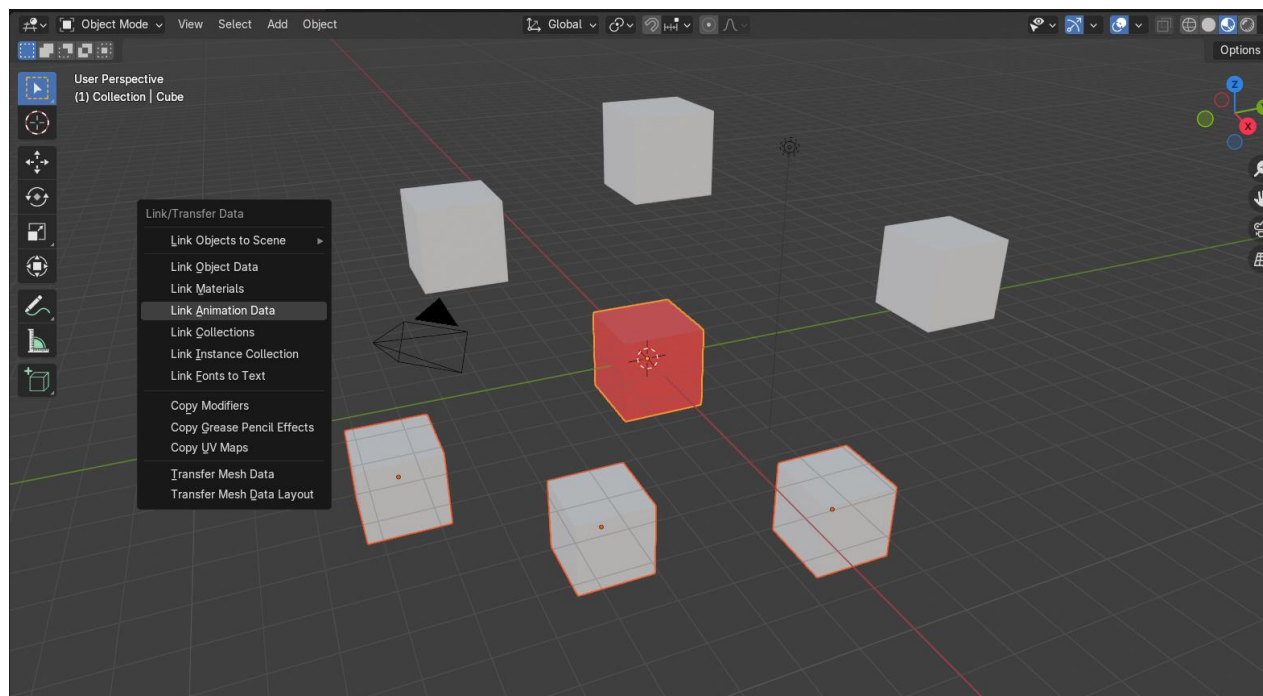 Object Mode View Select Add Object Global
Options
User Perspective
(1) Collection | Cube
Z
X
Link/Transfer Data
Link Objects to Scene
Link Object Data
Link Materials
Link Animation Data
Link Collections
Link Instance Collection
Link Fonts to Text
Copy Modifiers
Copy Grease Pencil Effects
Copy UV Maps
Transfer Mesh Data
Transfer Mesh Data Layout